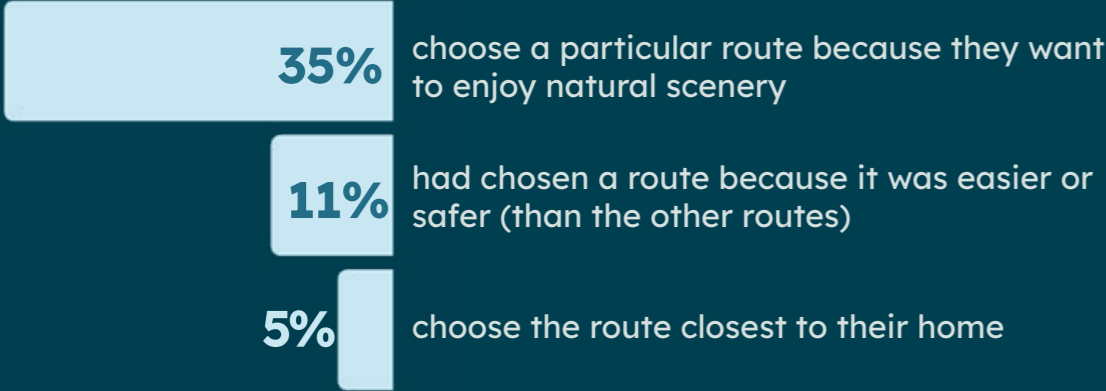 35%
choose a particular route because they want
to enjoy natural scenery
11%
had chosen a route because it was easier or
safer (than the other routes)
5%
choose the route closest to their home